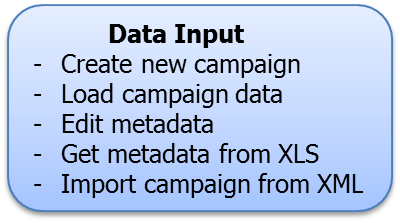 Data Input
- Create new campaign
- Load campaign data
- Edit metadata
- Get metadata from XLS
- Import campaign from XML